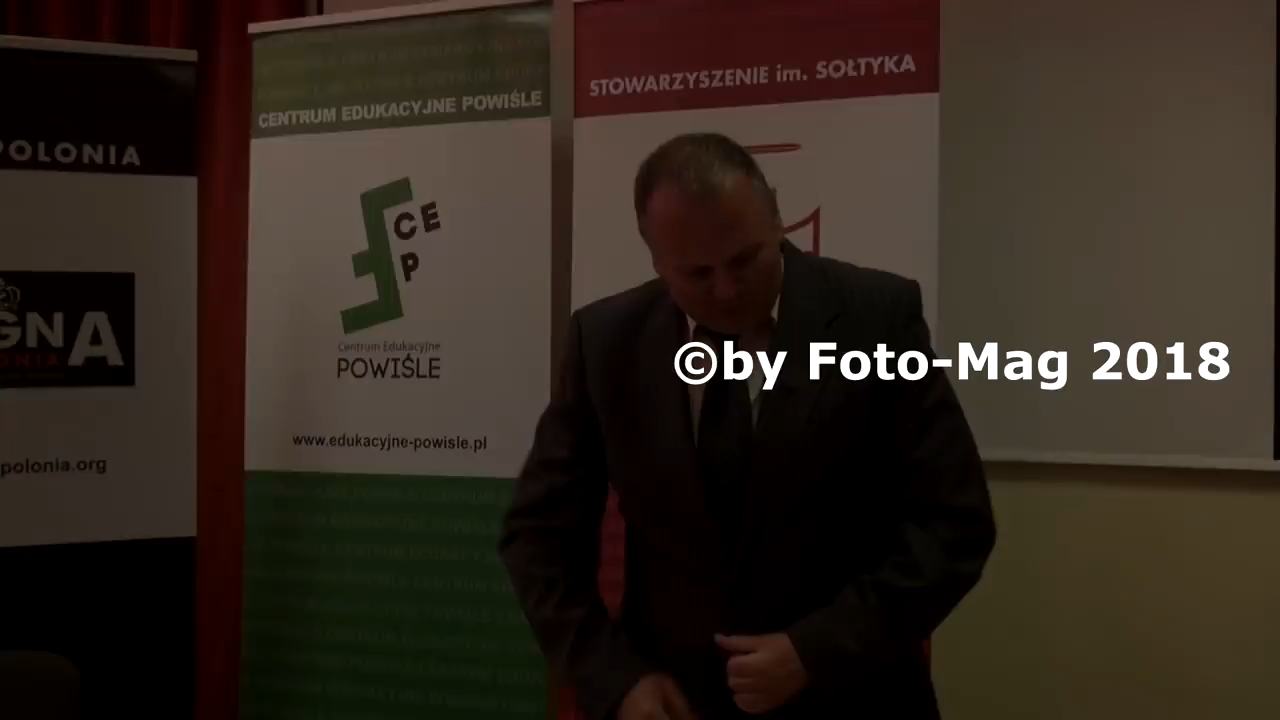 POLONIA
GNA
ONIA
polonia.org
CENTRUM EDUKACYJNE POWIŚLE
CE
P
Centrum Edukacyjne
POWIŚLE
www.edukacyjne-powisle.pl
STOWARZYSZENIE im. SOŁTYKA
©by Foto-Mag 2018